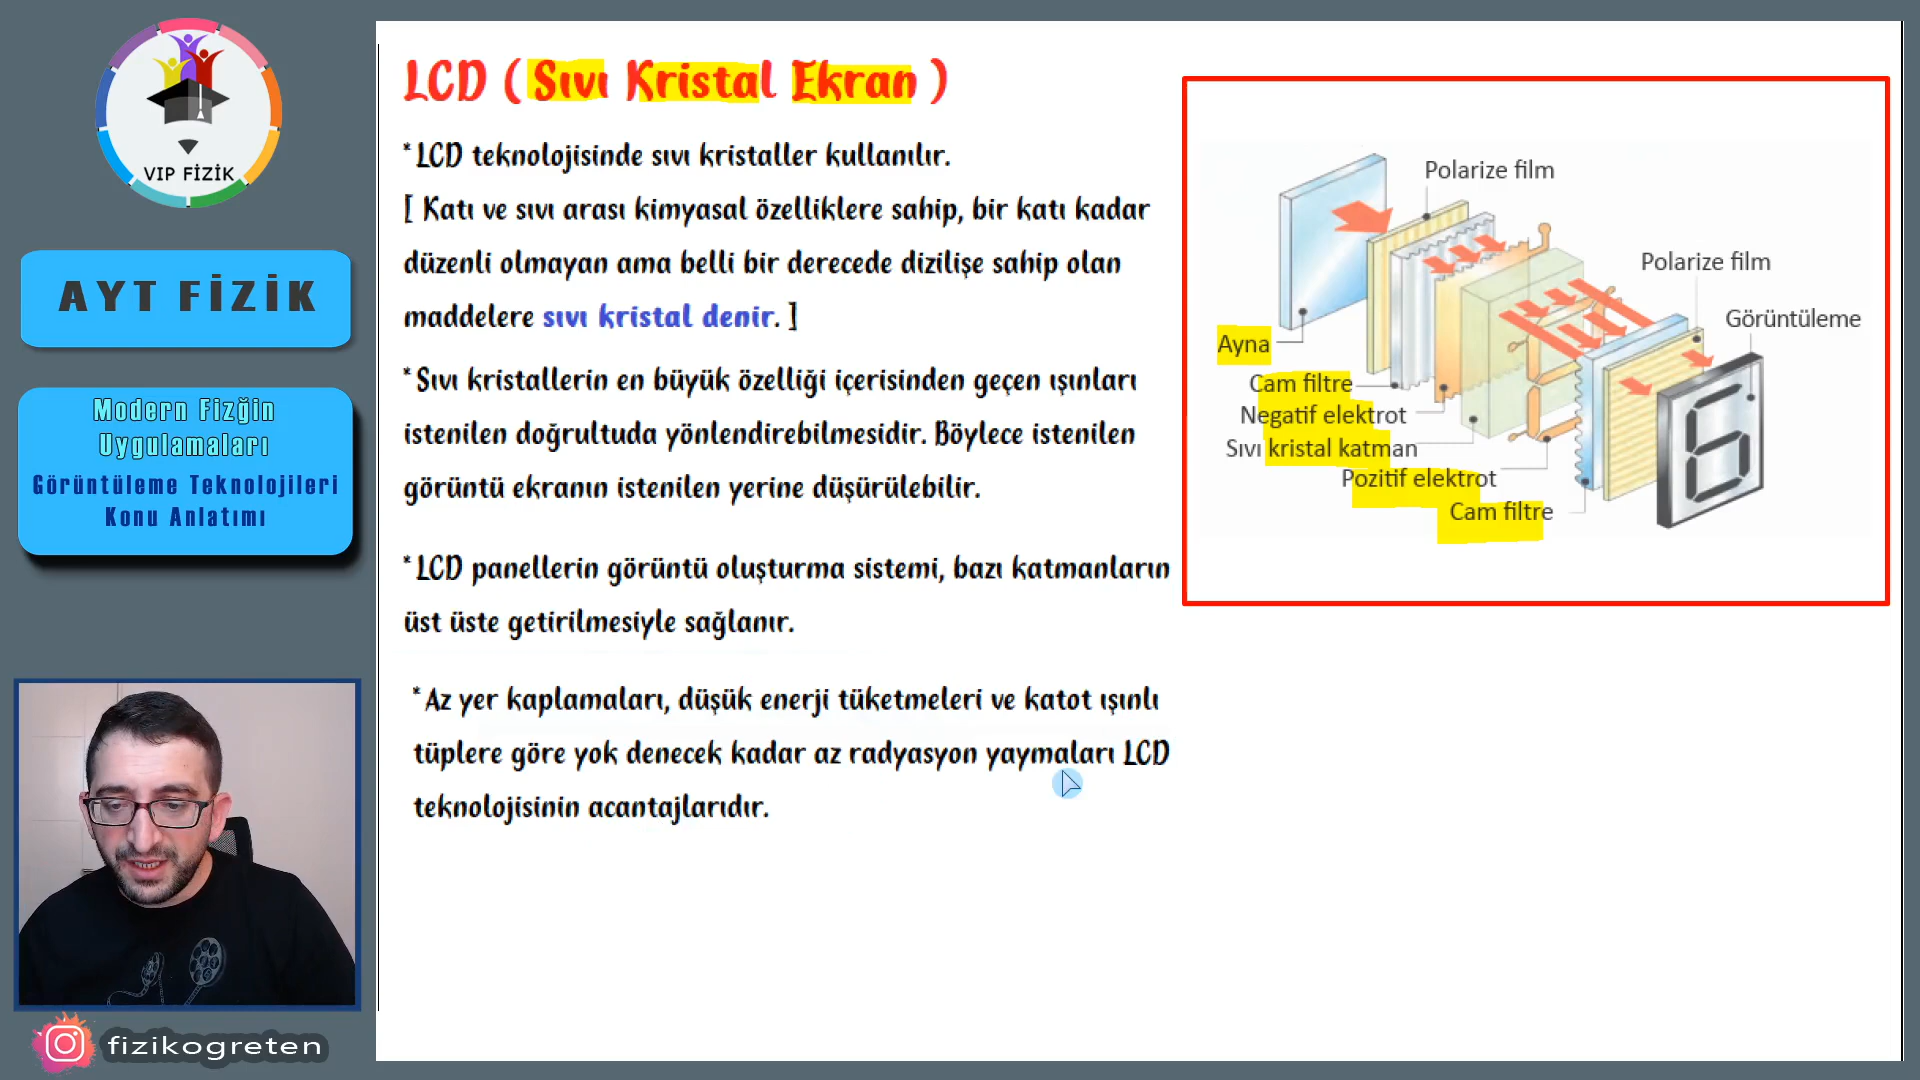 VIP FİZİK
AYT FİZİK
Modern Fizğin
Uygulamaları
Görüntüleme Teknolojileri
Konu Anlatımı
fizikogreten
LCD ( Sıvı Kristal Ekran )
*LCD teknolojisinde sıvı kristaller kullanılır.
[ Katı ve sıvı arası kimyasal özelliklere sahip, bir katı kadar
düzenli olmayan ama belli bir derecede dizilişe sahip olan
maddelere sıvı kristal denir. ]
*Sıvı kristallerin en büyük özelliği içerisinden geçen ışınları
istenilen doğrultuda yönlendirebilmesidir. Böylece istenilen
görüntü ekranın istenilen yerine düşürülebilir.
*LCD panellerin görüntü oluşturma sistemi, bazı katmanların
üst üste getirilmesiyle sağlanır.
*Az yer kaplamaları, düşük enerji tüketmeleri ve katot ışınlı
tüplere göre yok denecek kadar az radyasyon yaymaları LCD
teknolojisinin acantajlarıdır.
Polarize film
Polarize film
Görüntüleme
Ayna
Cam filtre
Negatif elektrot
Sıvı kristal katman
Pozitif elektrot
Cam filtre
6